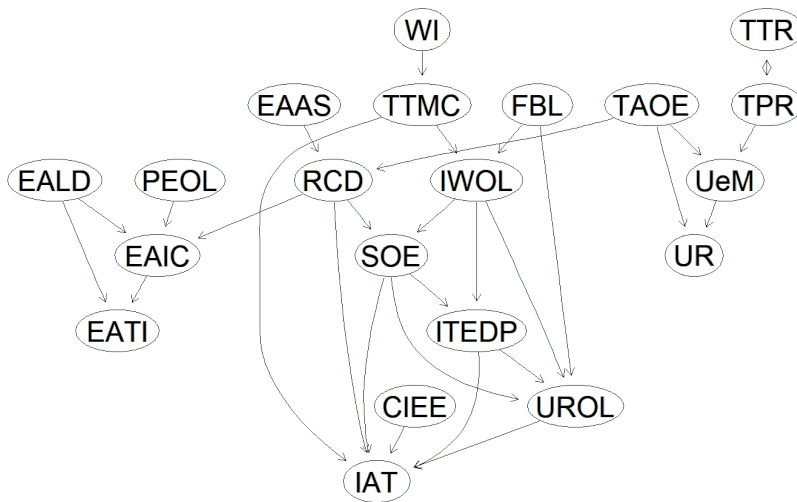 WI
TTR
EAAS
TTMC
FBL
TAOE
TPR
EALD
PEOL
RCD
IWOL
UeM
EAIC
SOE
UR
EATI
ITEDP
CIEE
UROL
IAT